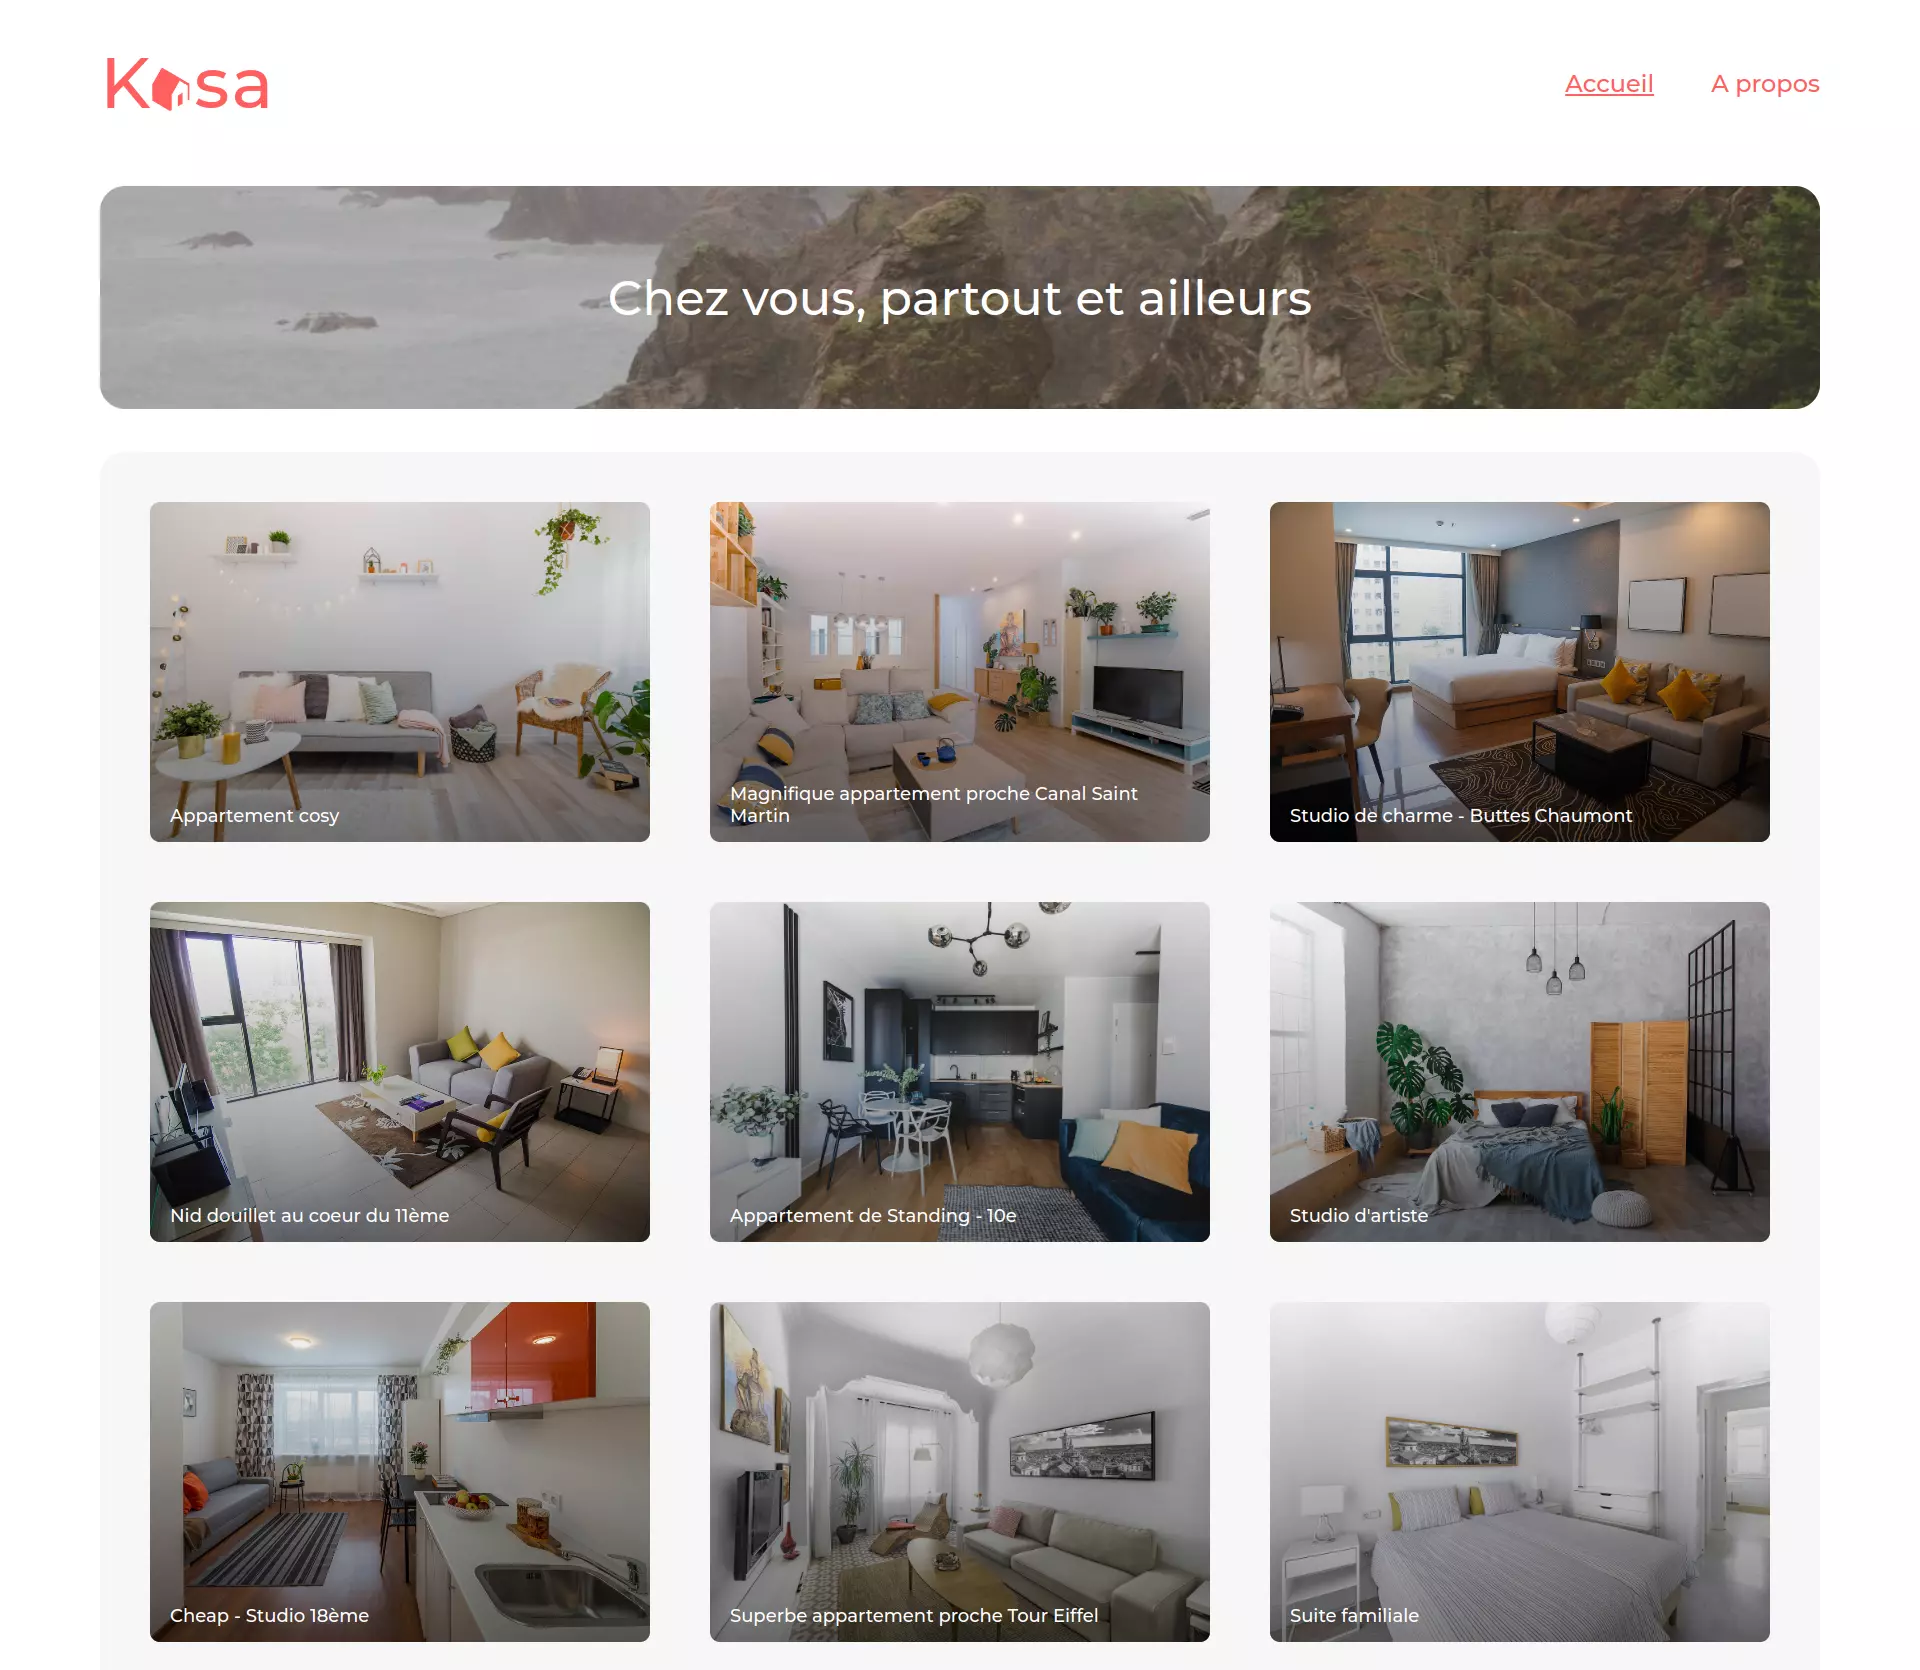 Kasa
Accueil
A propos
Chez vous, partout et ailleurs
Appartement cosy
Magnifique appartement proche Canal Saint
Martin
Studio de charme - Buttes Chaumont
Nid douillet au coeur du 11ème
Appartement de Standing - 10e
Studio d'artiste
Cheap - Studio 18ème
Superbe appartement proche Tour Eiffel
Suite familiale